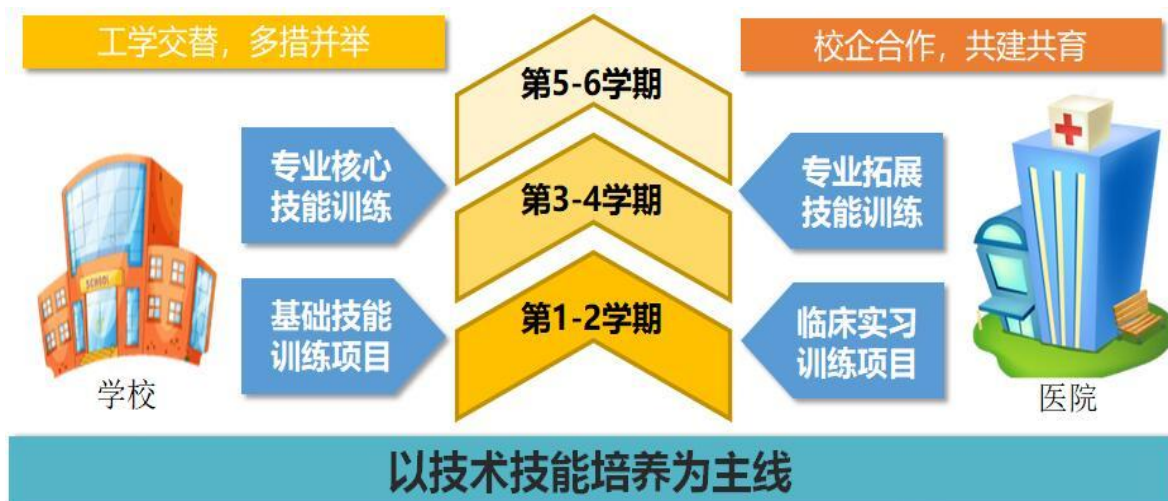 工学交替，多措并举
校企合作，共建共育
第5-6学期
专业核心
技能训练
第3-4学期
专业拓展
技能训练
SCHOOL
基础技能
训练项目
第1-2学期
临床实习
训练项目
学校
医院
以技术技能培养为主线